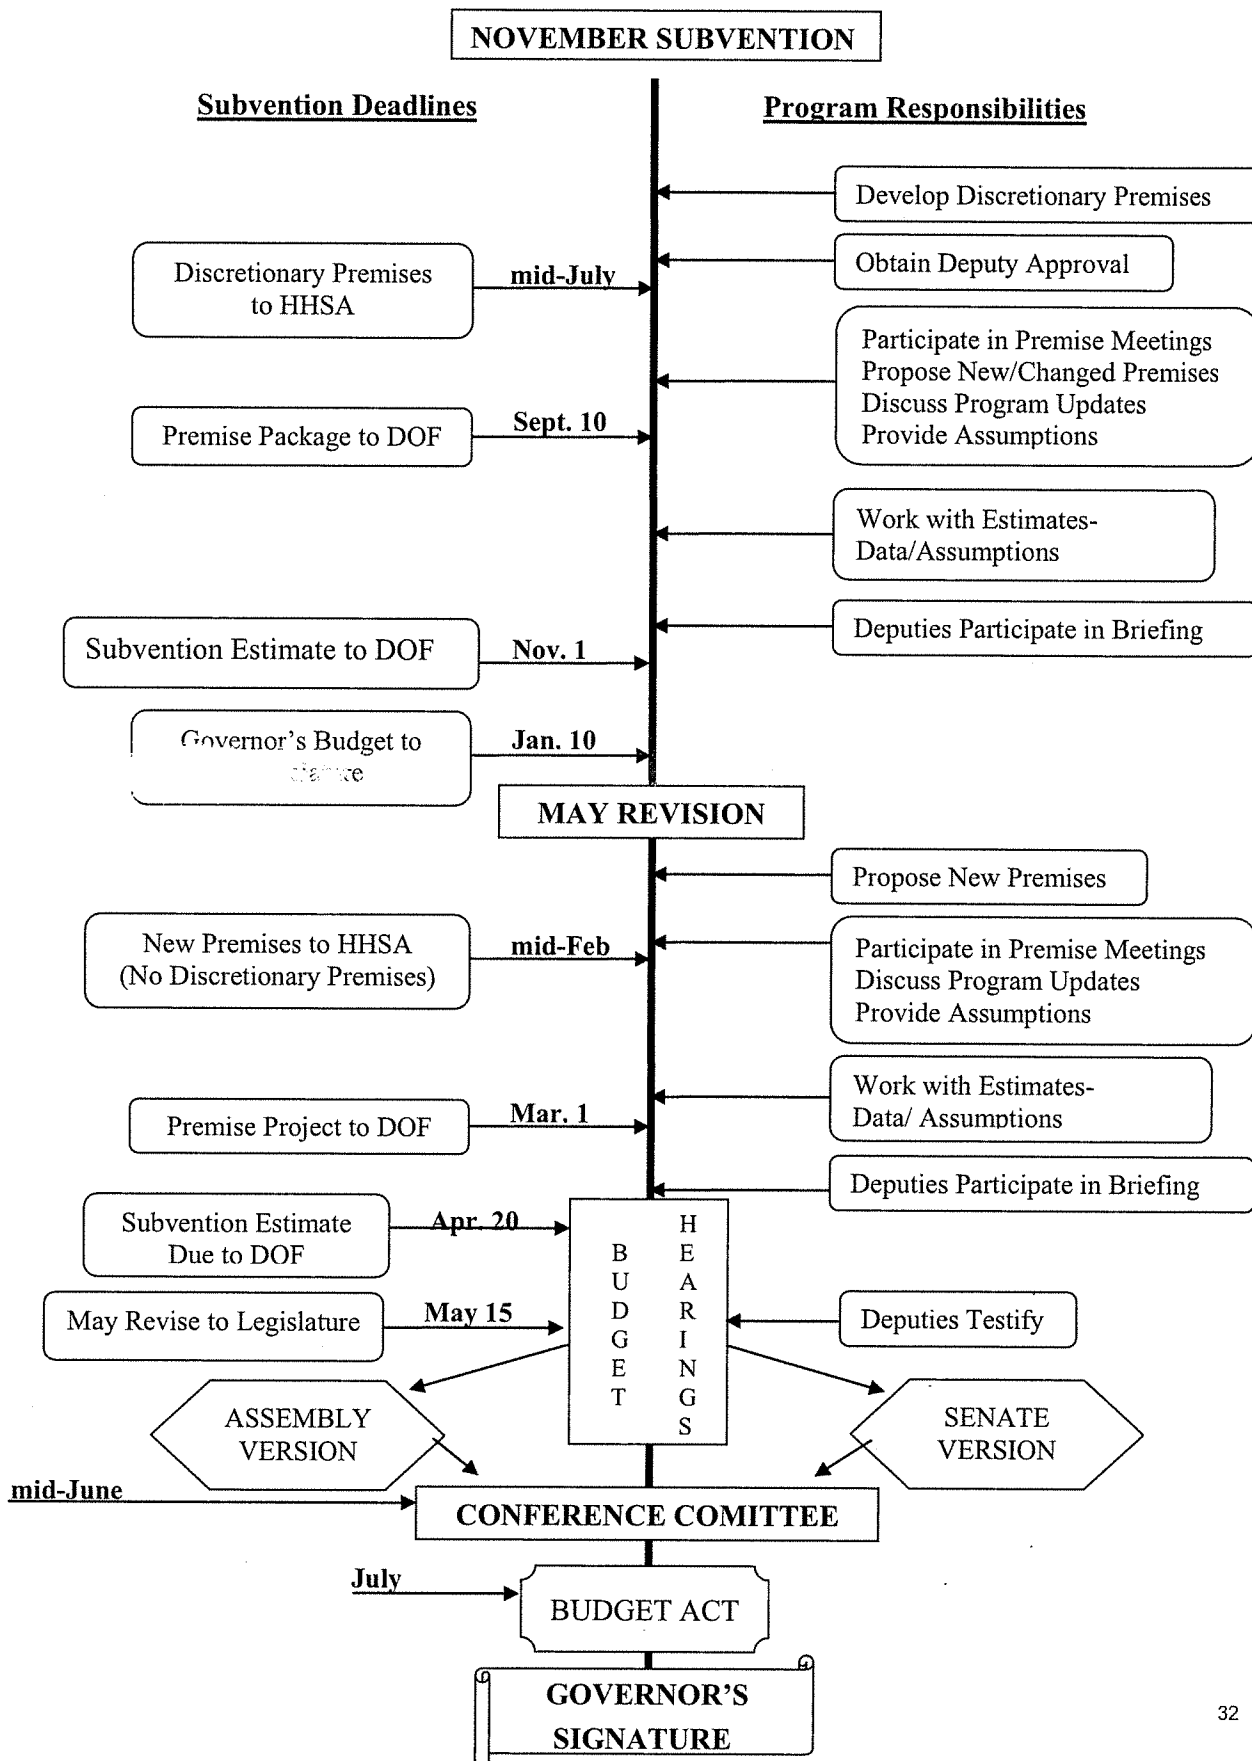 NOVEMBER SUBVENTION
Subvention Deadlines
Program Responsibilities
Develop Discretionary Premises
Obtain Deputy Approval
Discretionary Premises
to HHSA
mid-July
Participate in Premise Meetings
Propose New/Changed Premises
Discuss Program Updates
Provide Assumptions
Premise Package to DOF
Sept. 10
Work with Estimates-
Data/Assumptions
Deputies Participate in Briefing
Subvention Estimate to DOF
Nov. 1
Governor's Budget to
Jan. 10
MAY REVISION
Propose New Premises
New Premises to HHSA
(No Discretionary Premises)
mid-Feb
Participate in Premise Meetings
Discuss Program Updates
Provide Assumptions
Work with Estimates-
Data/ Assumptions
Premise Project to DOF
Mar. 1
Deputies Participate in Briefing
Subvention Estimate
Due to DOF
Apr. 20
BUDGET
HEARINGS
May Revise to Legislature
May 15
Deputies Testify
ASSEMBLY
VERSION
SENATE
VERSION
mid-June
CONFERENCE COMITTEE
July
BUDGET ACT
GOVERNOR'S
SIGNATURE
32